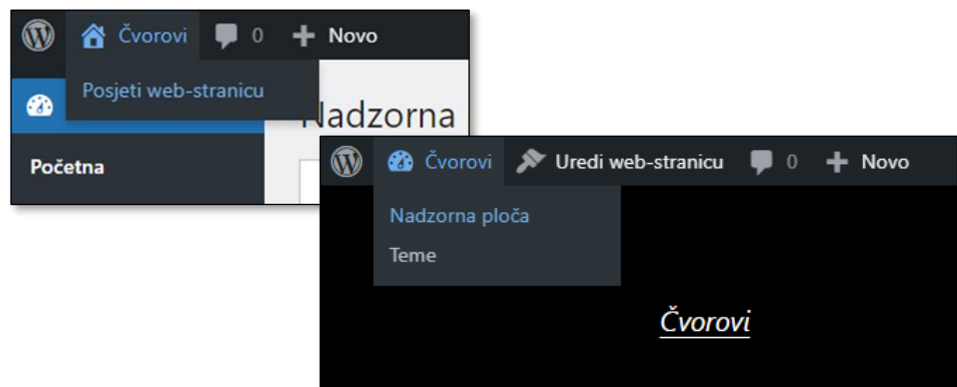 Čvorovi 0 + Novo
Posjeti web-stranicu
Nadzorna
Početna
Čvorovi Uredi web-stranicu 0 + Novo
Nadzorna ploča
Teme
Čvorovi